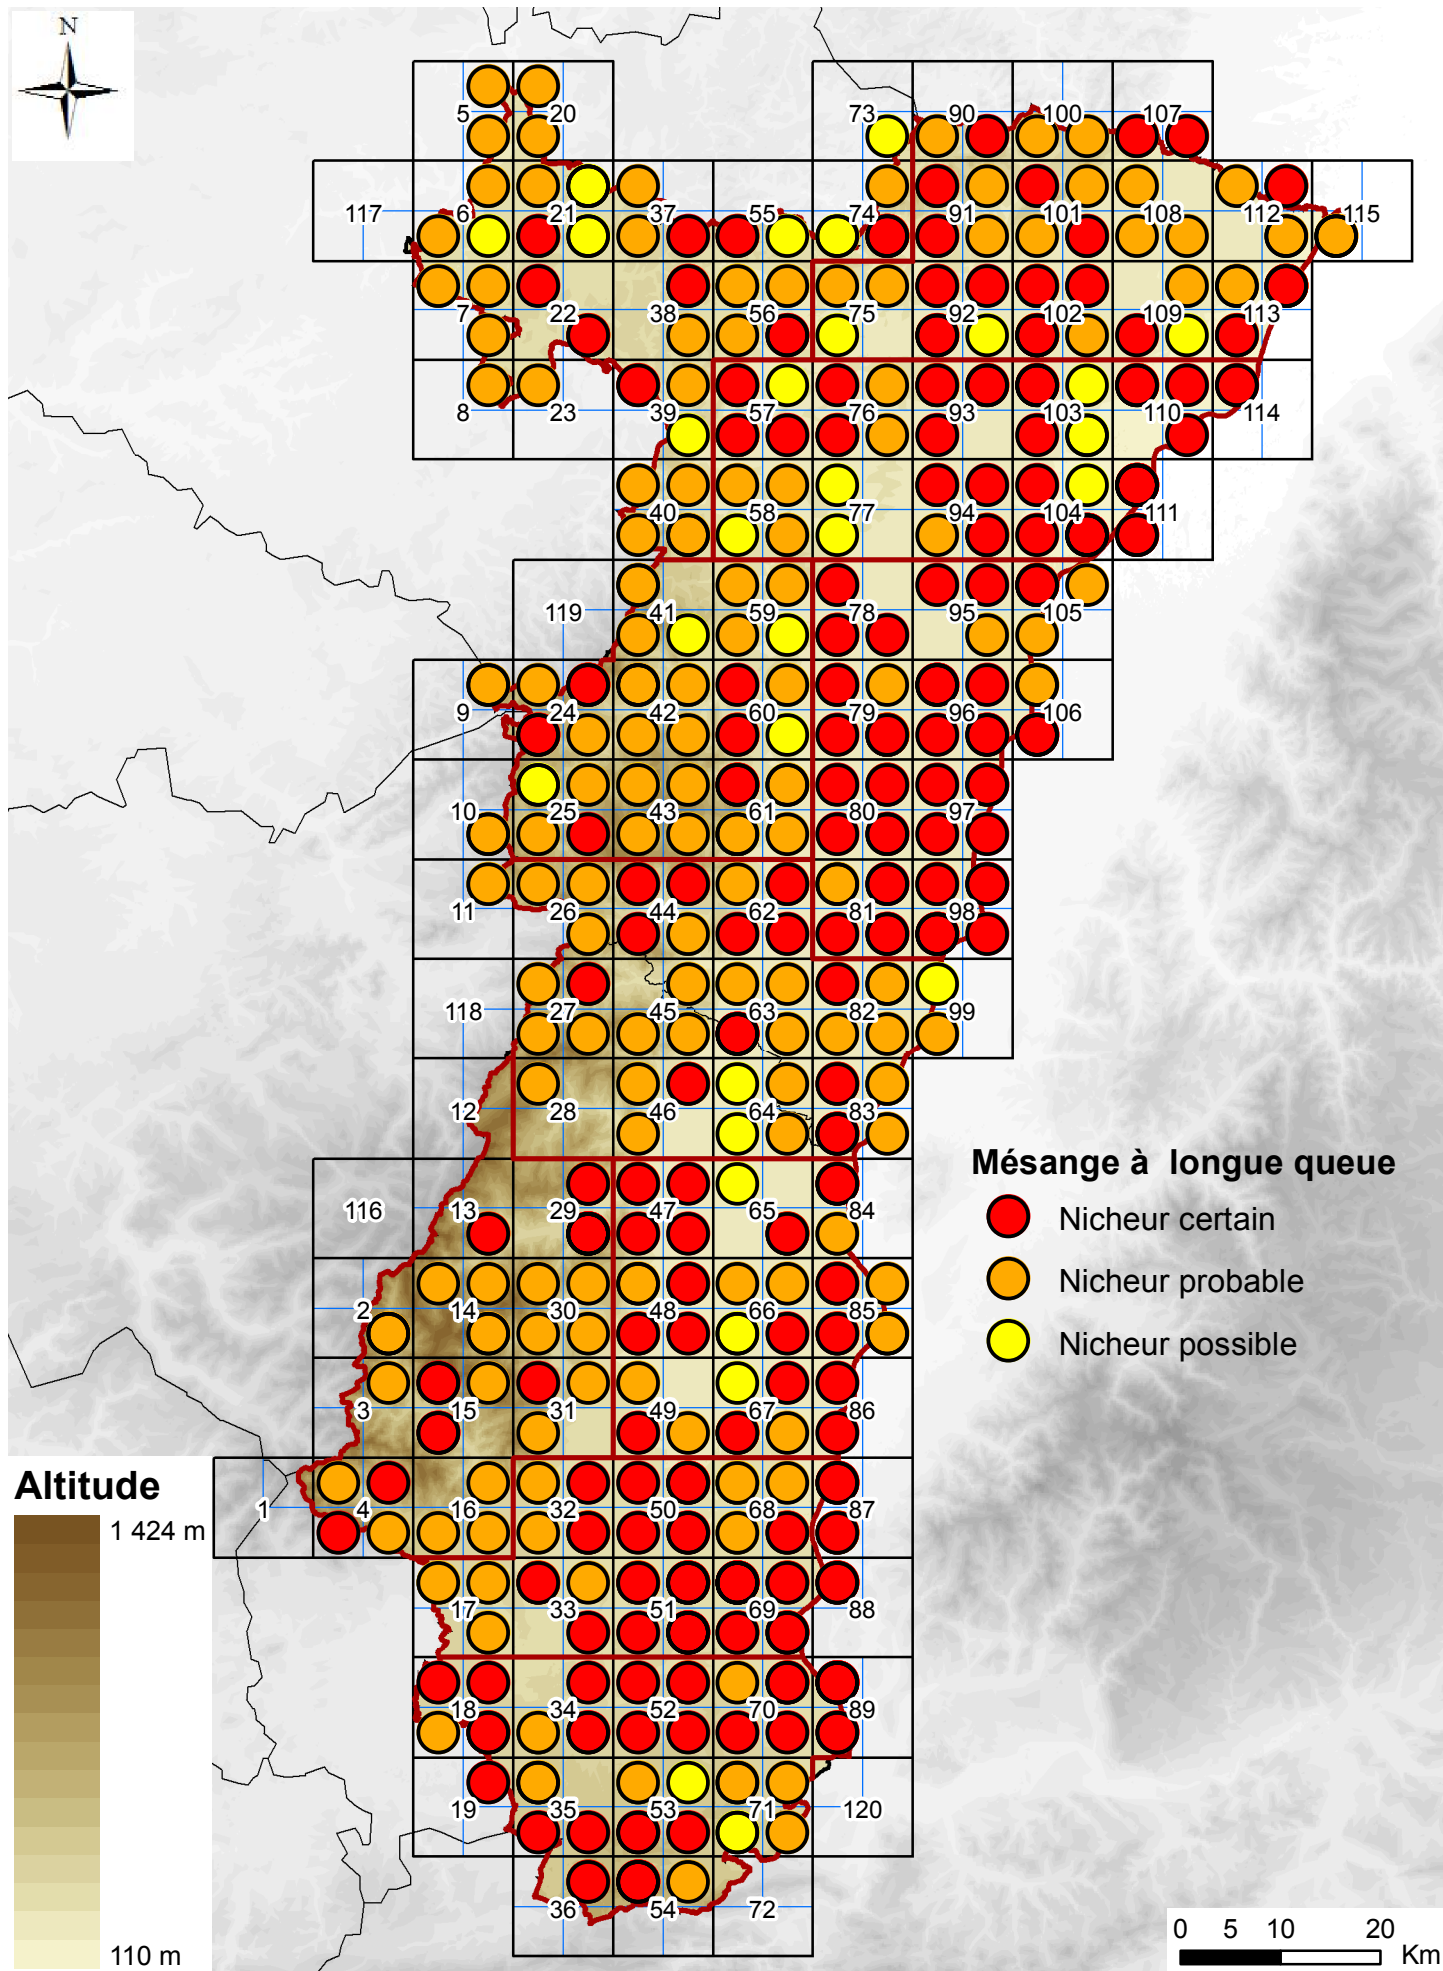 N
5 20 73 90 100 107
117 6 21 37 55 74 91 101 108 112 115
7 22 38 56 75 92 102 109 113
8 23 39 57 76 93 103 110 114
40 58 77 94 104 111
119 41 59 78 95 105
9 24 42 60 79 96 106
10 25 43 61 80 97
11 26 44 62 81 98
118 27 45 63 82 99
12 28 46 64 83
116 13 29 47 65 84
2 14 30 48 66 85
3 15 31 49 67 86
1 4 16 32 50 68 87
17 33 51 69 88
18 34 52 70 89
19 35 53 71 120
36 54 72
Mésange à longue queue
Nicheur certain
Nicheur probable
Nicheur possible
Altitude
1 424 m
110 m
0 5 10 20
Km